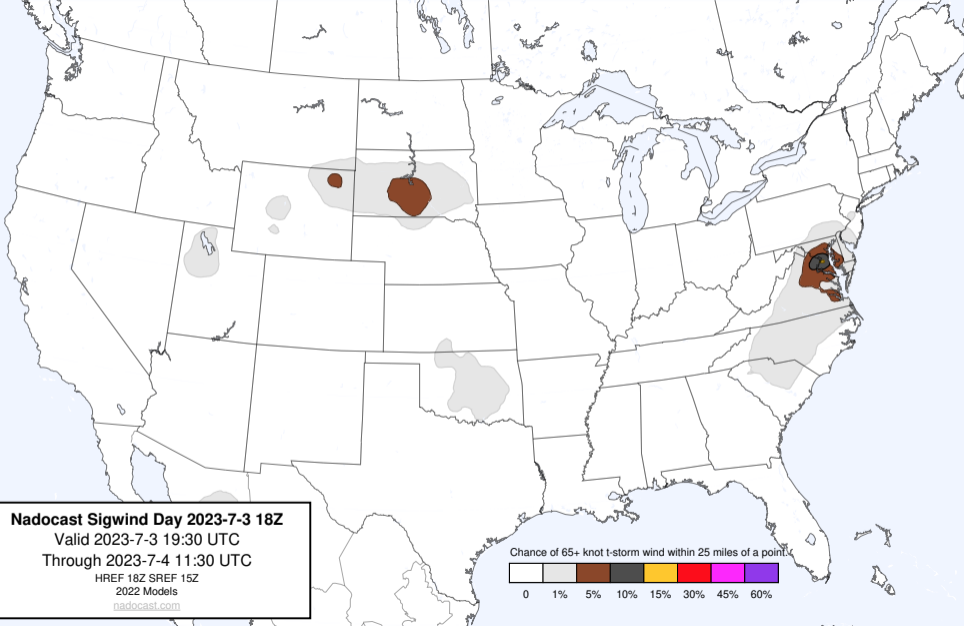 Nadocast Sigwind Day 2023-7-3 18Z
Valid 2023-7-3 19:30 UTC
Through 2023-7-4 11:30 UTC
HREF 18Z SREF 15Z
2022 Models
nadocast.com
Chance of 65+ knot t-storm wind within 25 miles of a point.
0 1% 5% 10% 15% 30% 45% 60%